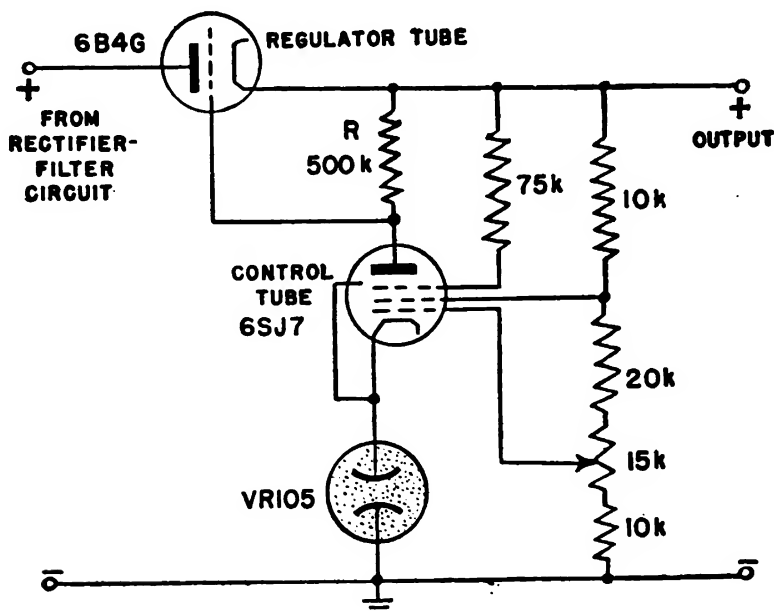 6B4G
REGULATOR TUBE
+
FROM
RECTIFIER-
FILTER
CIRCUIT
R
500k
75k
10k
+
OUTPUT
CONTROL
TUBE
6SJ7
20k
15k
VR105
10k
−
−